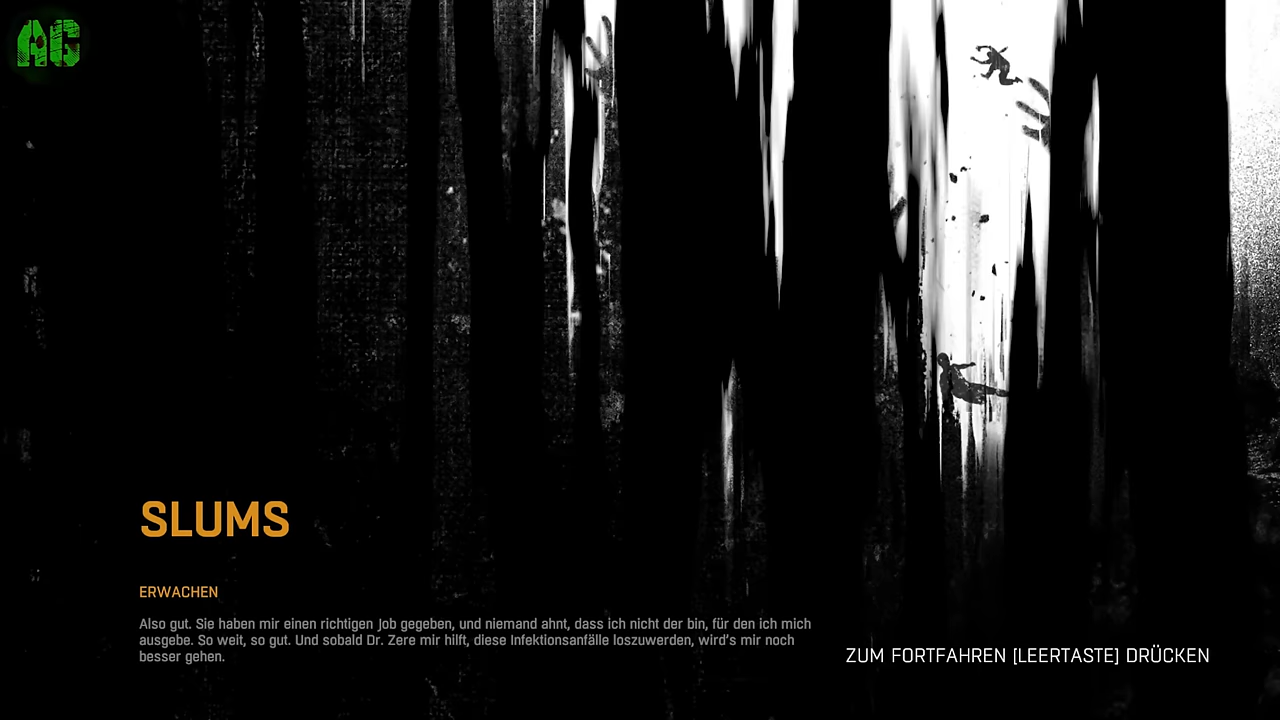 AG
SLUMS
ERWACHEN
Also gut. Sie haben mir einen richtigen Job gegeben, und niemand ahnt, dass ich nicht der bin, für den ich mich
ausgebe. So weit, so gut. Und sobald Dr. Zere mir hilft, diese Infektionsanfälle loszuwerden, wird's mir noch
besser gehen.
ZUM FORTFAHREN [LEERTASTE] DRÜCKEN